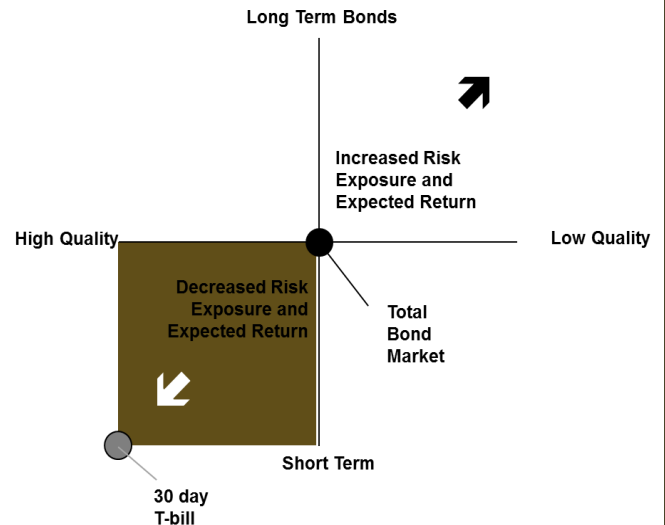 Long Term Bonds
Increased Risk
Exposure and
Expected Return
High Quality
Low Quality
Decreased Risk
Exposure and
Expected Return
Total
Bond
Market
Short Term
30 day
T-bill